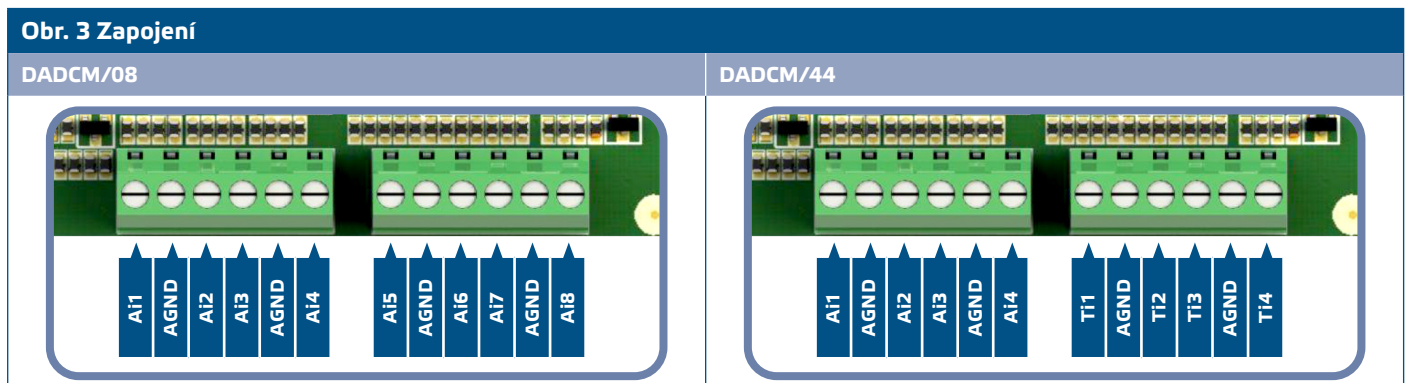 Obr. 3 Zapojení
DADCM/08
DADCM/44
Ai1
AGND
Ai2
Ai3
AGND
Ai4
Ai5
AGND
Ai6
Ai7
AGND
Ai8
Ai1
AGND
Ai2
Ai3
AGND
Ai4
Ti1
AGND
Ti2
Ti3
AGND
Ti4